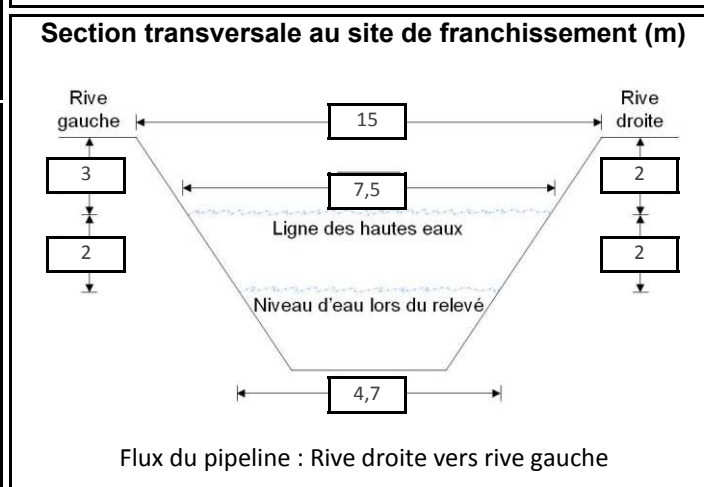 Section transversale au site de franchissement (m)
Rive
gauche
15
Rive
droite
3
7,5
2
Ligne des hautes eaux
2
2
Niveau d'eau lors du relevé
4,7
Flux du pipeline : Rive droite vers rive gauche